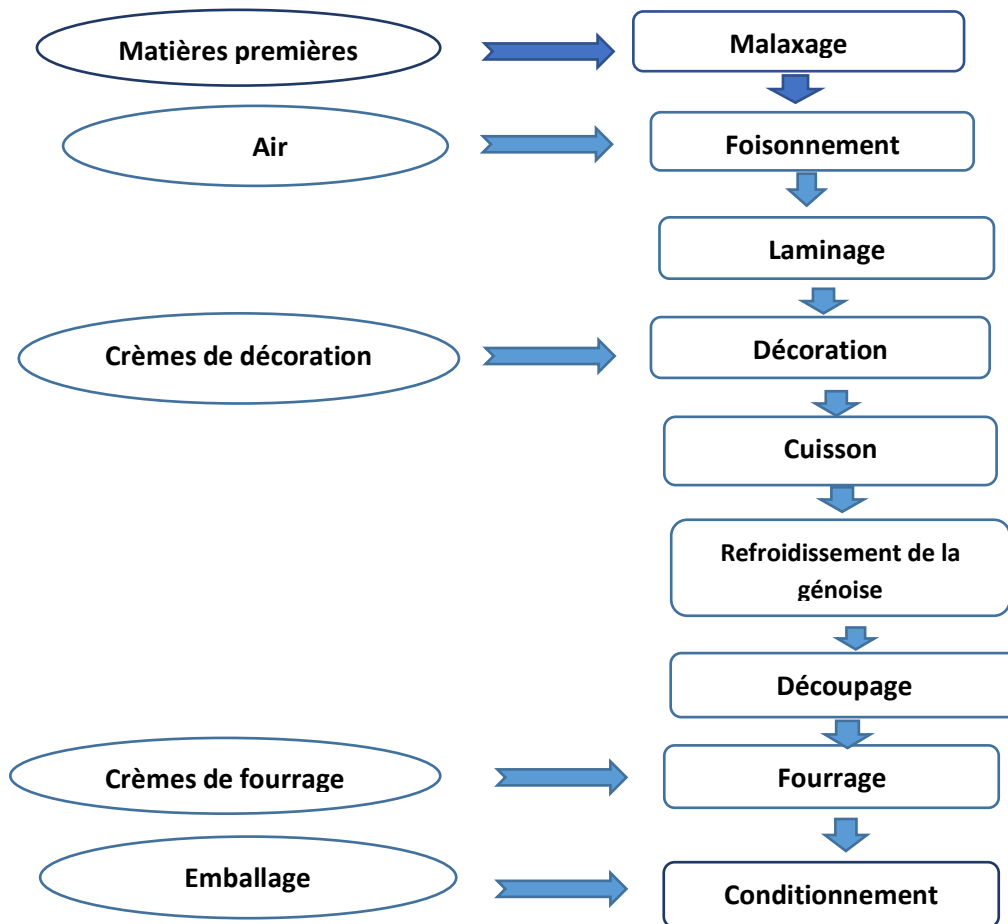 Matières premières
Malaxage
Air
Foisonnement
Laminage
Crèmes de décoration
Décoration
Cuisson
Refroidissement de la
génoise
Découpage
Crèmes de fourrage
Fourrage
Emballage
Conditionnement